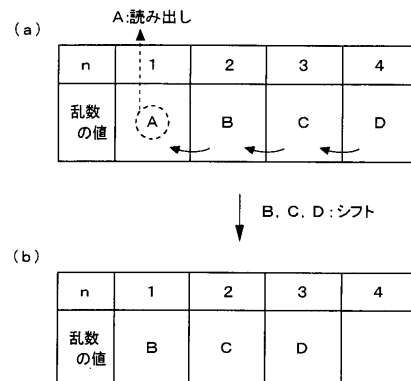 A:読み出し
(a)
n 1 2 3 4
乱数の値 A B C D
B, C, D:シフト
(b)
n 1 2 3 4
乱数の値 B C D